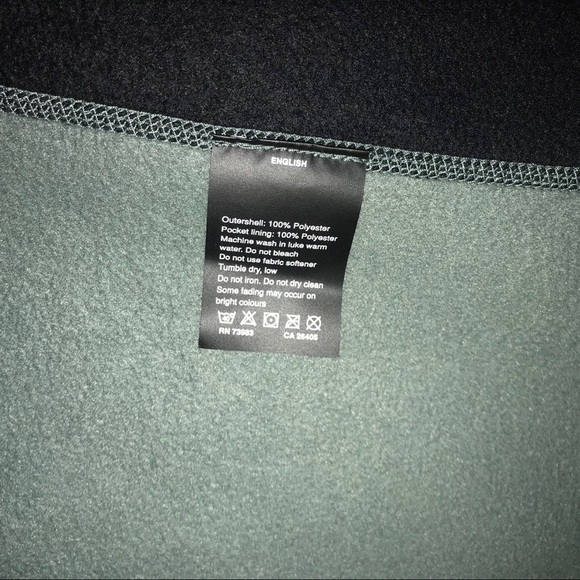 ENGLISH
Outershell: 100% Polyester
Pocket lining: 100% Polyester
Machine wash in luke warm
water. Do not bleach
Do not use fabric softener
Tumble dry, low
Do not iron. Do not dry clean
Some fading may occur on
bright colours
RN 73983 CA 26405